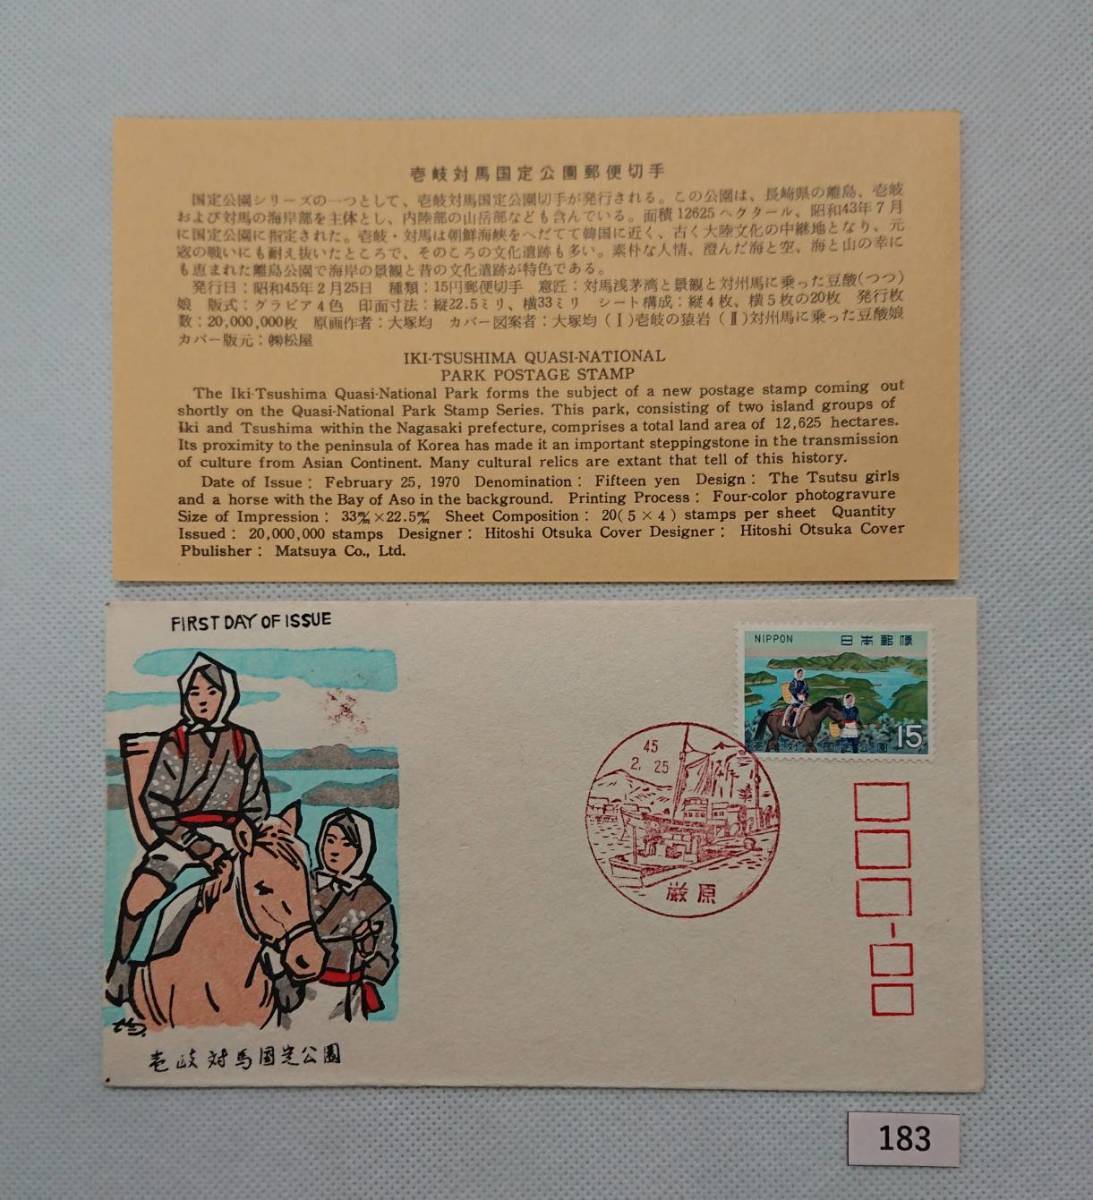 壱岐対馬国定公園郵便切手
国定公園シリーズの一つとして、壱岐対馬国定公園切手が発行される。この公園は、長崎県の離島、壱岐
および対馬の海岸部を主体とし、内陸部の山岳部なども含んでいる。面積12625ヘクタール、昭和43年7月
に国定公園に指定された。壱岐・対馬は朝鮮海峡をへだてて韓国に近く、古く大陸文化の中継地となり、元
寇の戦いにも耐え抜いたところで、そのころの文化遺跡も多い。素朴な人情、澄んだ海と空、海と山の幸に
も恵まれた離島公園で海岸の景観と昔の文化遺跡が特色である。
発行日：昭和45年2月25日 種類：15円郵便切手 意匠：対馬浅茅湾と景観と対州馬に乗った豆酸(つつ)
娘 版式：グラビア4色 印面寸法：縦22.5ミリ、横33ミリ シート構成：縦4枚、横5枚の20枚 発行枚
数：20,000,000枚 原画作者：大塚均 カバー図案者：大塚均 (Ⅰ)壱岐の猿岩 (Ⅱ)対州馬に乗った豆酸娘
カバー版元：㈱松屋
IKI-TSUSHIMA QUASI-NATIONAL
PARK POSTAGE STAMP
The Iki-Tsushima Quasi-National Park forms the subject of a new postage stamp coming out
shortly on the Quasi-National Park Stamp Series. This park, consisting of two island groups of
Iki and Tsushima within the Nagasaki prefecture, comprises a total land area of 12,625 hectares.
Its proximity to the peninsula of Korea has made it an important steppingstone in the transmission
of culture from Asian Continent. Many cultural relics are extant that tell of this history.
Date of Issue: February 25, 1970 Denomination: Fifteen yen Design: The Tsutsu girls
and a horse with the Bay of Aso in the background. Printing Process: Four-color photogravure
Size of Impression: 33㎜×22.5㎜ Sheet Composition: 20(5×4) stamps per sheet Quantity
Issued: 20,000,000 stamps Designer: Hitoshi Otsuka Cover Designer: Hitoshi Otsuka Cover
Pbulisher: Matsuya Co., Ltd.
FIRST DAY OF ISSUE
NIPPON 日本郵便
15
45
2. 25
厳原
壱岐対馬国定公園
183